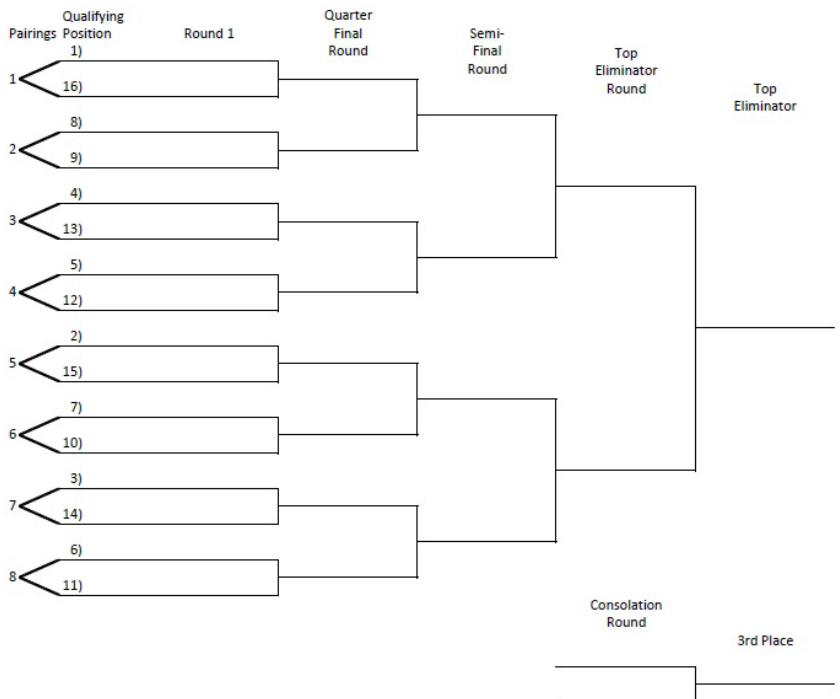 Pairings
Qualifying
Position
Round 1
Quarter
Final
Round
Semi-
Final
Round
Top
Eliminator
Round
Top
Eliminator
1
1)
16)
2
8)
9)
3
4)
13)
4
5)
12)
5
2)
15)
6
7)
10)
7
3)
14)
8
6)
11)
Consolation
Round
3rd Place